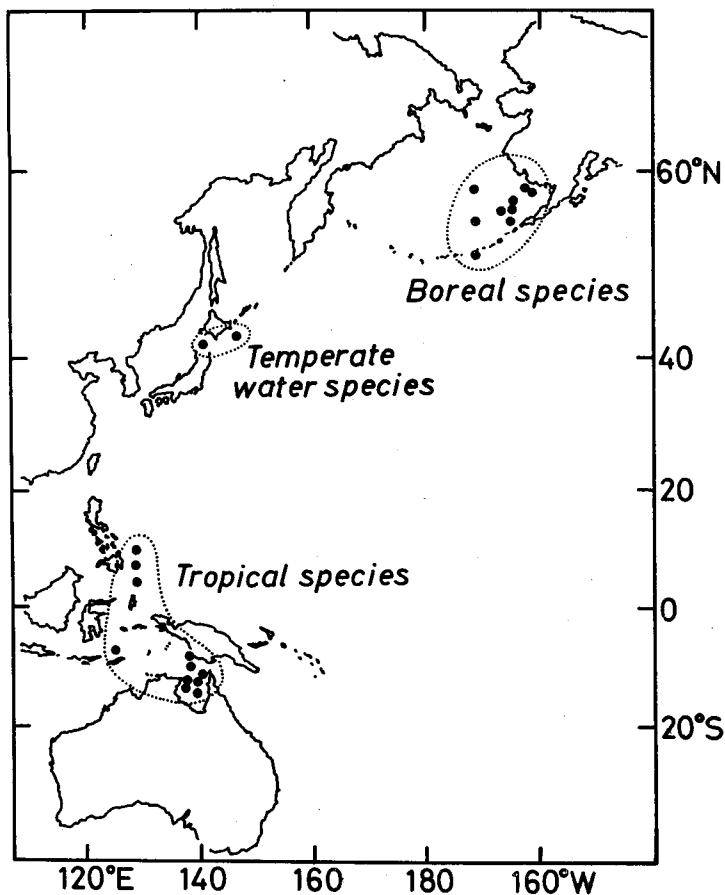 60°N
Boreal species
Temperate
water species
40
20
Tropical species
0
20°S
120°E
140
160
180
160°W